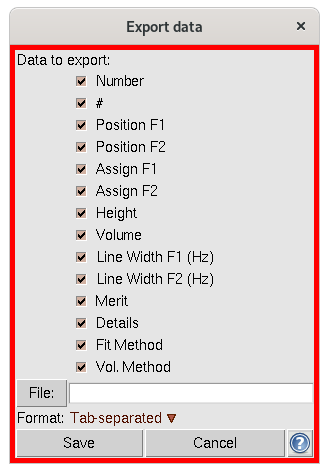 Export data ×
Data to export:
Number
#
Position F1
Position F2
Assign F1
Assign F2
Height
Volume
Line Width F1 (Hz)
Line Width F2 (Hz)
Merit
Details
Fit Method
Vol. Method
File:
Format: Tab-separated
Save Cancel ?